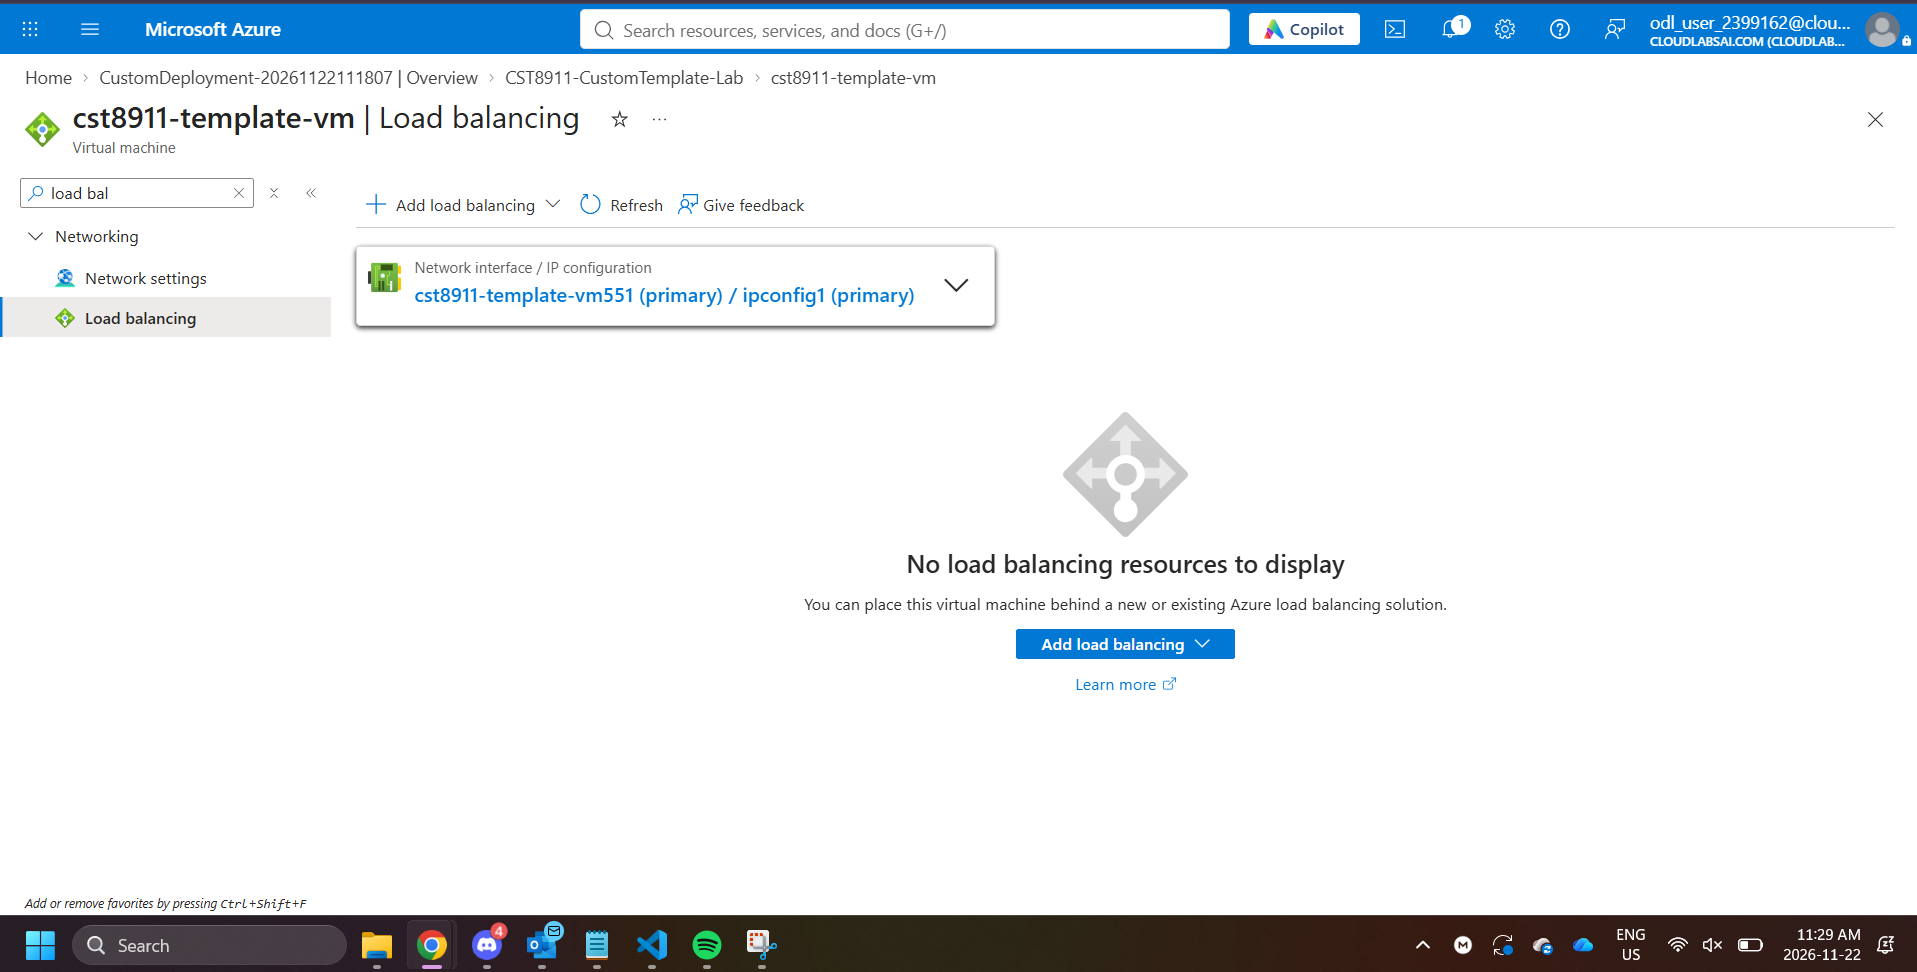 Microsoft Azure
Search resources, services, and docs (G+/)
Copilot
1
odl_user_2399162@clou...
CLOUDLABSAI.COM (CLOUDLAB...
Home > CustomDeployment-20261122111807 | Overview > CST8911-CustomTemplate-Lab > cst8911-template-vm
cst8911-template-vm | Load balancing
Virtual machine
load bal
Add load balancing
Refresh
Give feedback
Networking
Network settings
Load balancing
Network interface / IP configuration
cst8911-template-vm551 (primary) / ipconfig1 (primary)
No load balancing resources to display
You can place this virtual machine behind a new or existing Azure load balancing solution.
Add load balancing
Learn more
Add or remove favorites by pressing Ctrl+Shift+F
Search
4
M
ENG
US
11:29 AM
2026-11-22